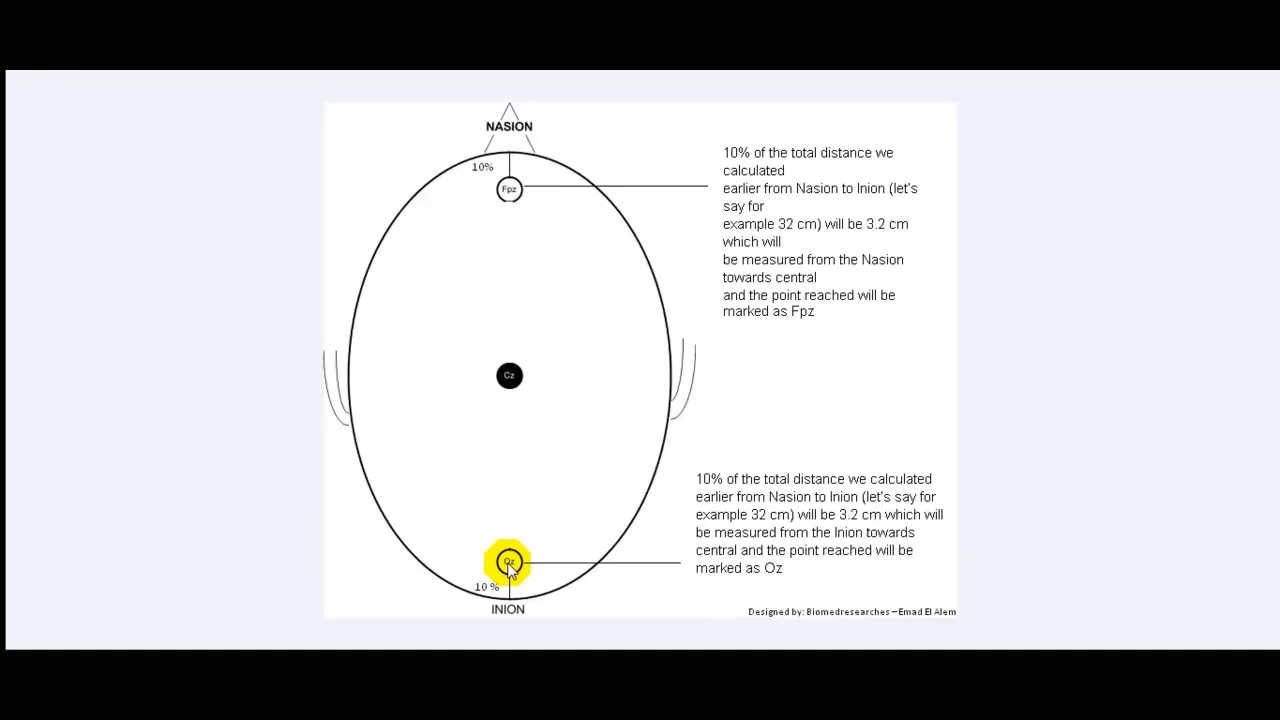 NASION
10%
Fpz
10% of the total distance we
calculated
earlier from Nasion to Inion (let's
say for
example 32 cm) will be 3.2 cm
which will
be measured from the Nasion
towards central
and the point reached will be
marked as Fpz
Cz
10% of the total distance we calculated
earlier from Nasion to Inion (let's say for
example 32 cm) will be 3.2 cm which will
be measured from the Inion towards
central and the point reached will be
marked as Oz
Oz
10 %
INION
Designed by: Biomedresearches –Emad El Alem